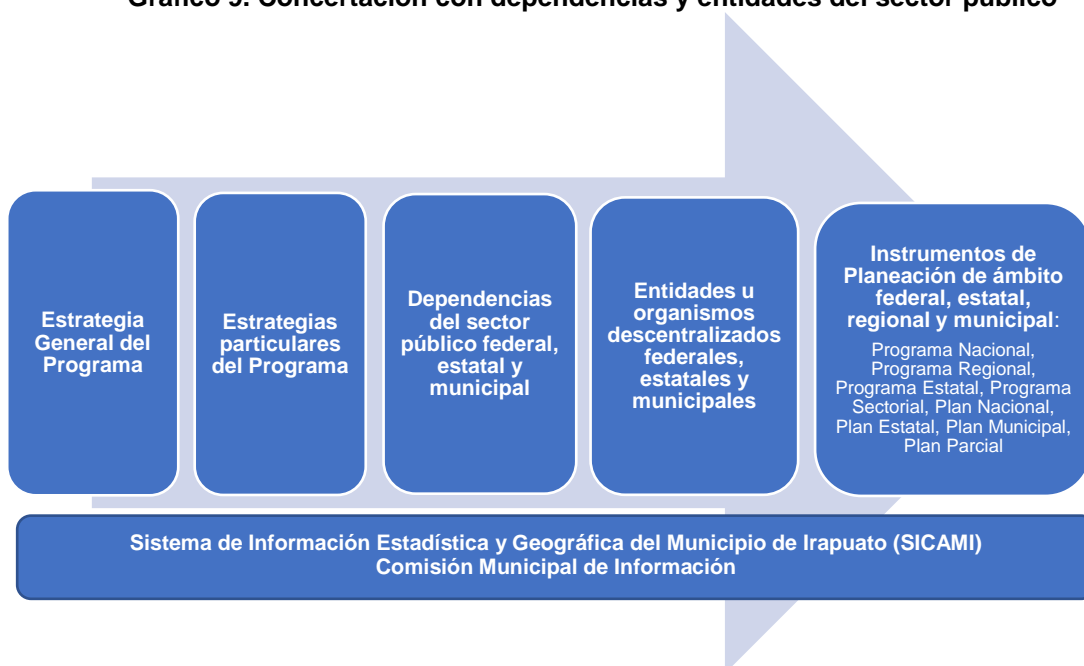 Gráfico 9. Concertación con dependencias y entidades del sector público
Estrategia
General del
Programa
Estrategias
particulares
del Programa
Dependencias
del sector
público federal,
estatal y
municipal
Entidades u
organismos
descentralizados
federales,
estatales y
municipales
Instrumentos de
Planeación de ámbito
federal, estatal,
regional y municipal:
Programa Nacional,
Programa Regional,
Programa Estatal, Programa
Sectorial, Plan Nacional,
Plan Estatal, Plan Municipal,
Plan Parcial
Sistema de Información Estadística y Geográfica del Municipio de Irapuato (SICAMI)
Comisión Municipal de Información